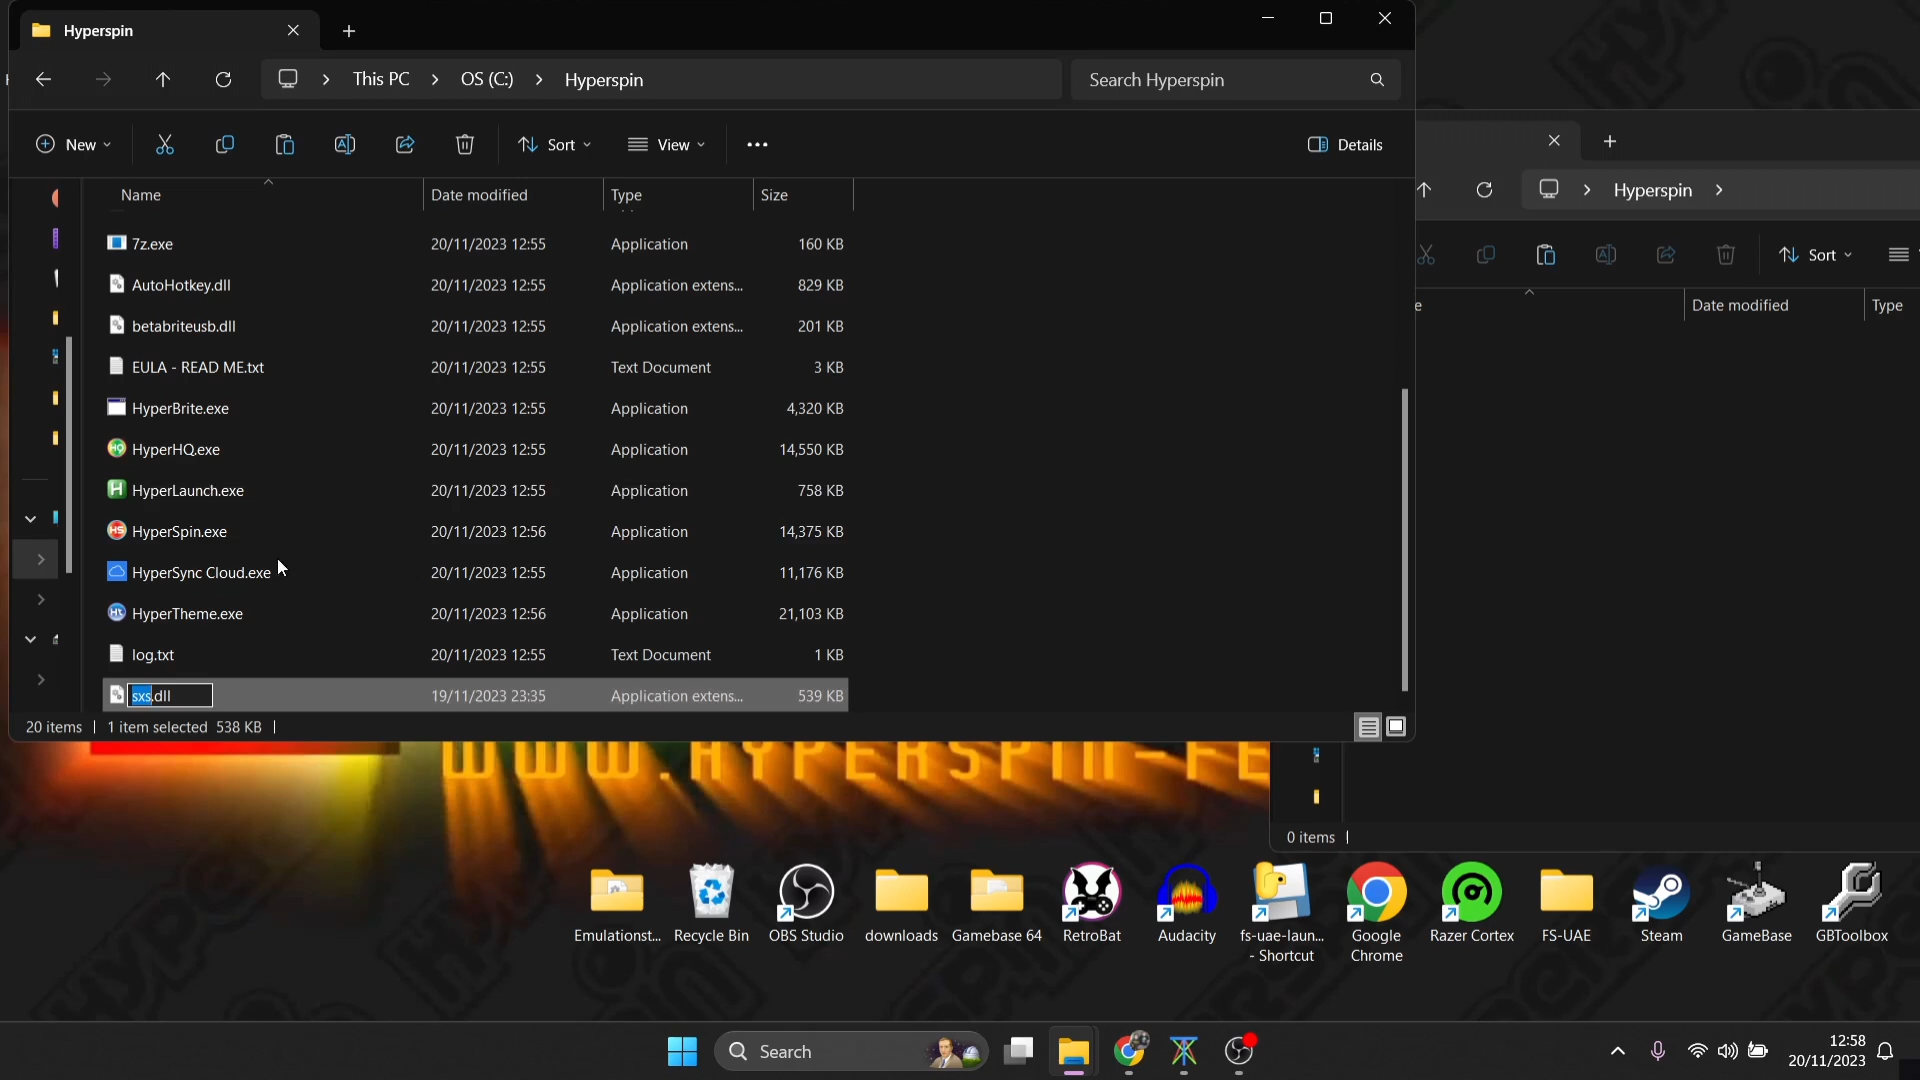 Hyperspin
This PC > OS (C:) > Hyperspin
Search Hyperspin
New
Sort
View
Details
Name Date modified Type Size
7z.exe 20/11/2023 12:55 Application 160 KB
AutoHotkey.dll 20/11/2023 12:55 Application extens... 829 KB
betabriteusb.dll 20/11/2023 12:55 Application extens... 201 KB
EULA - READ ME.txt 20/11/2023 12:55 Text Document 3 KB
HyperBrite.exe 20/11/2023 12:55 Application 4,320 KB
HyperHQ.exe 20/11/2023 12:55 Application 14,550 KB
HyperLaunch.exe 20/11/2023 12:55 Application 758 KB
HyperSpin.exe 20/11/2023 12:56 Application 14,375 KB
HyperSync Cloud.exe 20/11/2023 12:55 Application 11,176 KB
HyperTheme.exe 20/11/2023 12:56 Application 21,103 KB
log.txt 20/11/2023 12:55 Text Document 1 KB
sxs.dll 19/11/2023 23:35 Application extens... 539 KB
20 items | 1 item selected 538 KB |
Hyperspin >
Sort
e Date modified Type
0 items |
WWW.HYPERSPIN-FE
Emulationst...
Recycle Bin
OBS Studio
downloads
Gamebase 64
RetroBat
Audacity
fs-uae-laun...
- Shortcut
Google
Chrome
Razer Cortex
FS-UAE
Steam
GameBase
GBToolbox
Search
12:58
20/11/2023